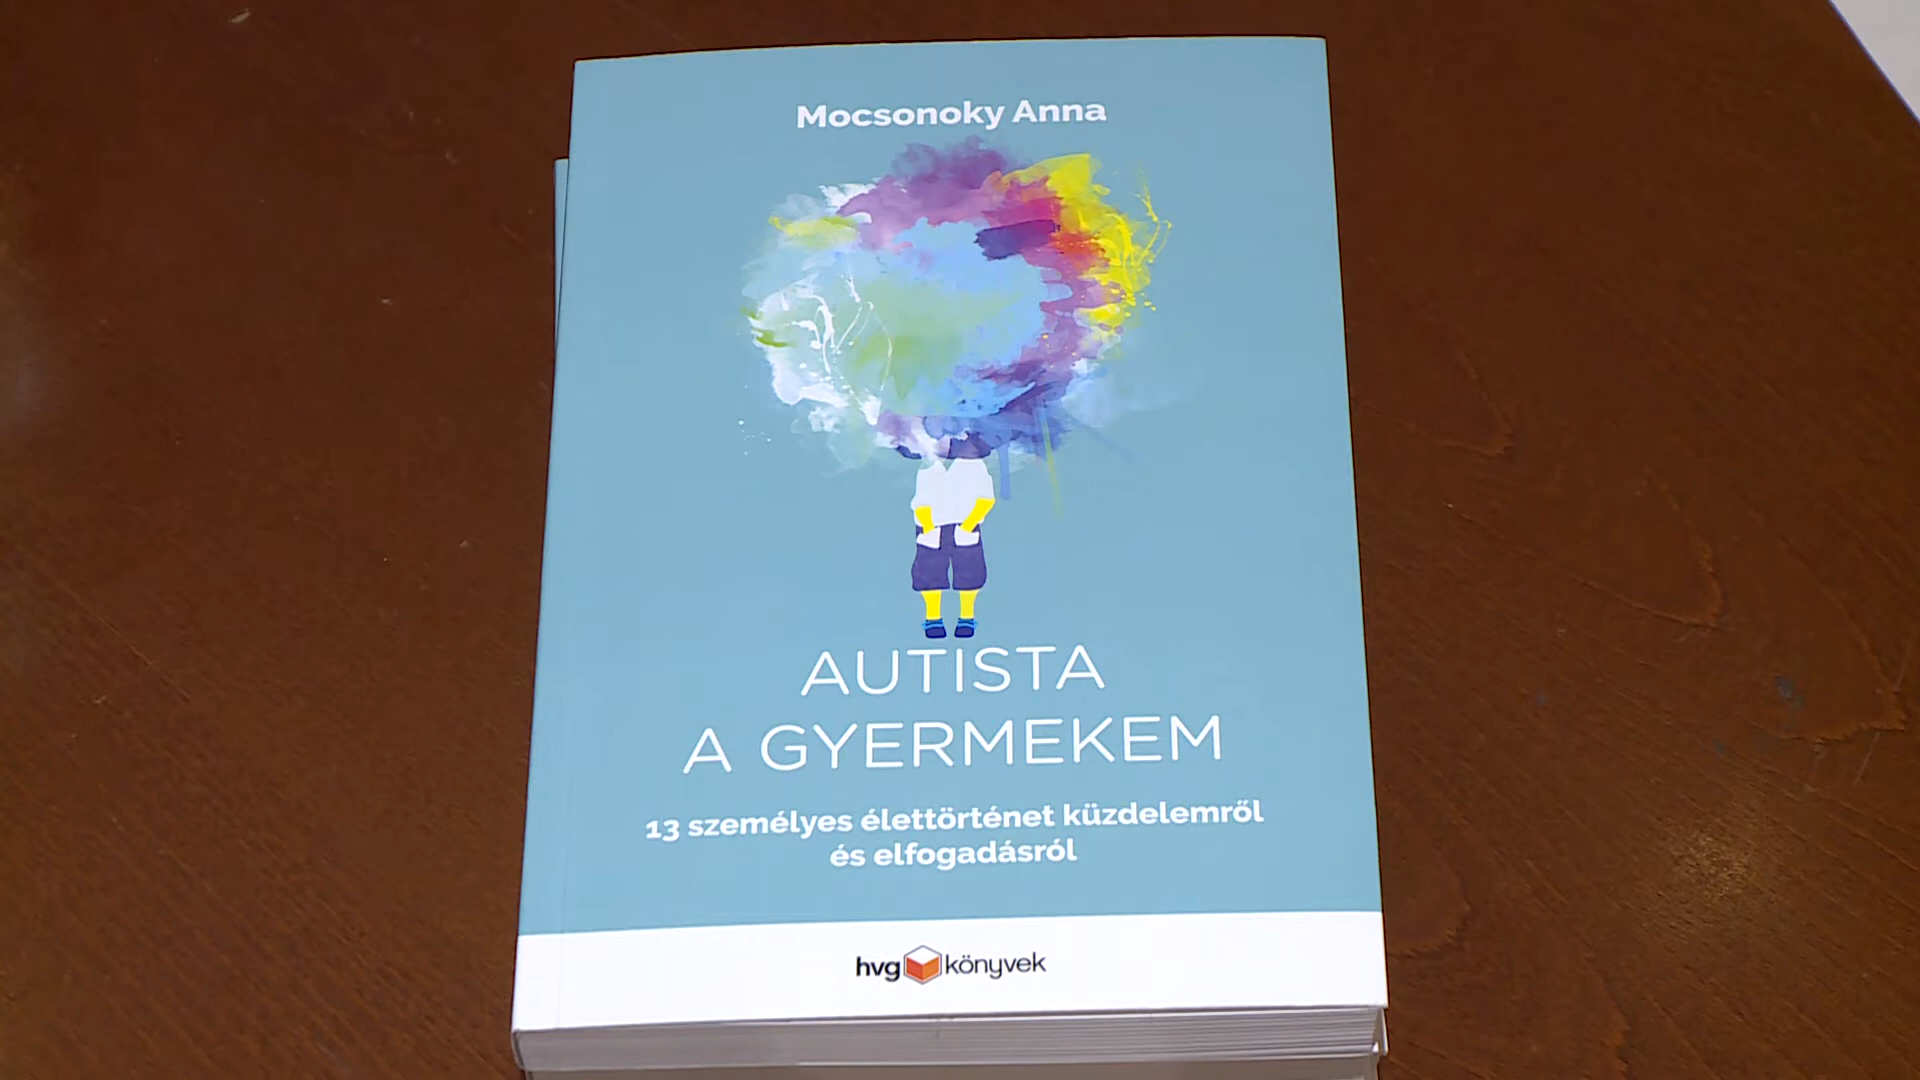 Mocsonoky Anna
AUTISTA
A GYERMEKEM
13 személyes élettörténet küzdelemről
és elfogadásról
hvg könyvek